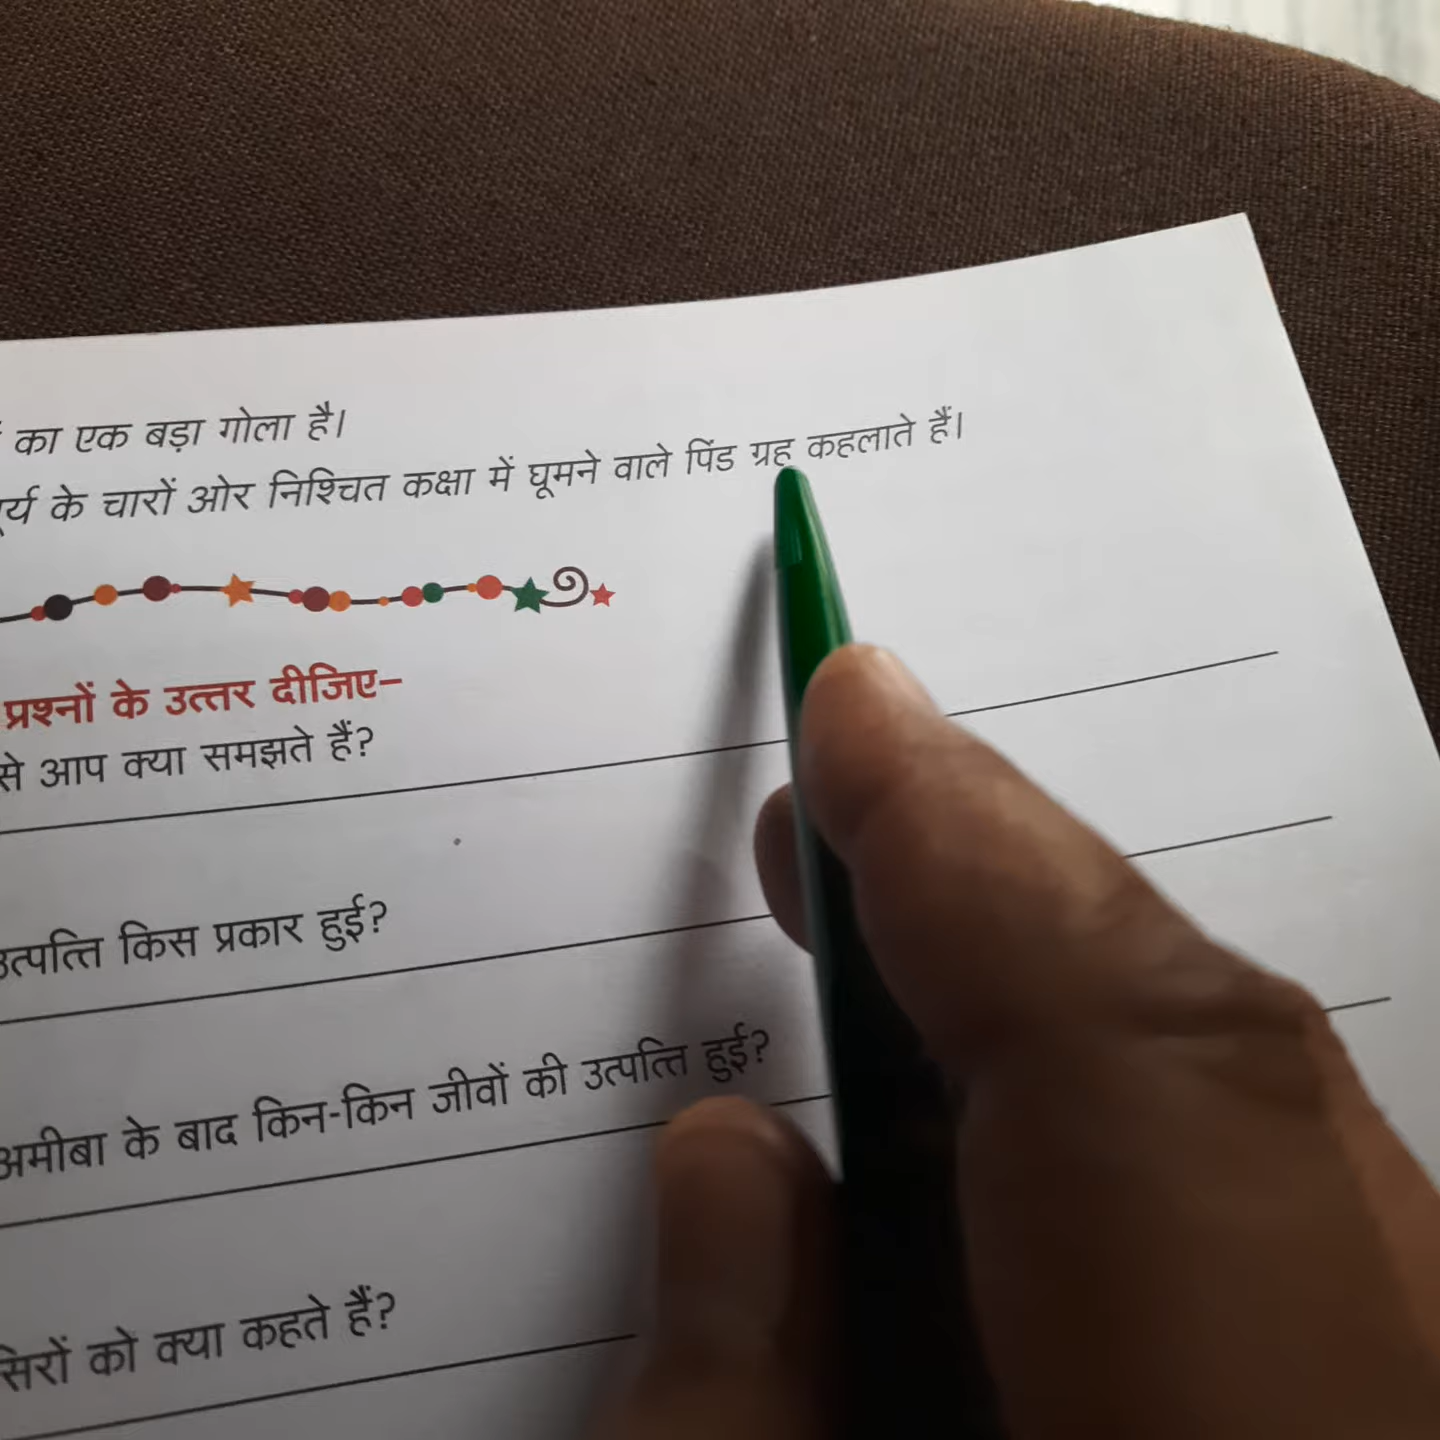 का एक बड़ा गोला है।
के चारों ओर निश्चित कक्षा में घूमने वाले पिंड ग्रह कहलाते हैं।
प्रश्नों के उत्तर दीजिए–
से आप क्या समझते हैं?
उत्पत्ति किस प्रकार हुई?
अमीबा के बाद किन-किन जीवों की उत्पत्ति हुई?
सिरों को क्या कहते हैं?